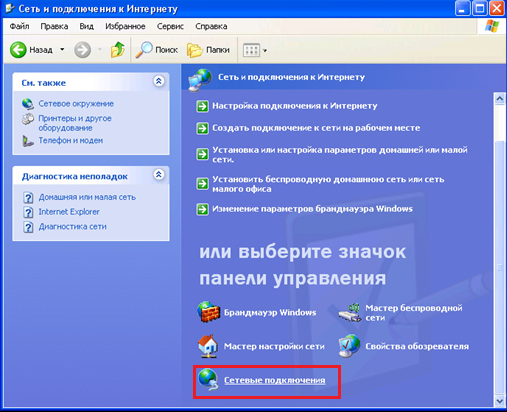 Сеть и подключения к Интернету
Файл Правка Вид Избранное Сервис Справка
Назад Поиск Папки
См. также
Сетевое окружение
Принтеры и другое
оборудование
Телефон и модем
Диагностика неполадок
Домашняя или малая сеть
Internet Explorer
Диагностика сети
Сеть и подключения к Интернету
Настройка подключения к Интернету
Создать подключение к сети на рабочем месте
Установка или настройка параметров домашней или малой
сети.
Установить беспроводную домашнюю сеть или сеть
малого офиса
Изменение параметров брандмауэра Windows
или выберите значок
панели управления
Брандмауэр Windows
Мастер беспроводной
сети
Мастер настройки сети
Свойства обозревателя
Сетевые подключения